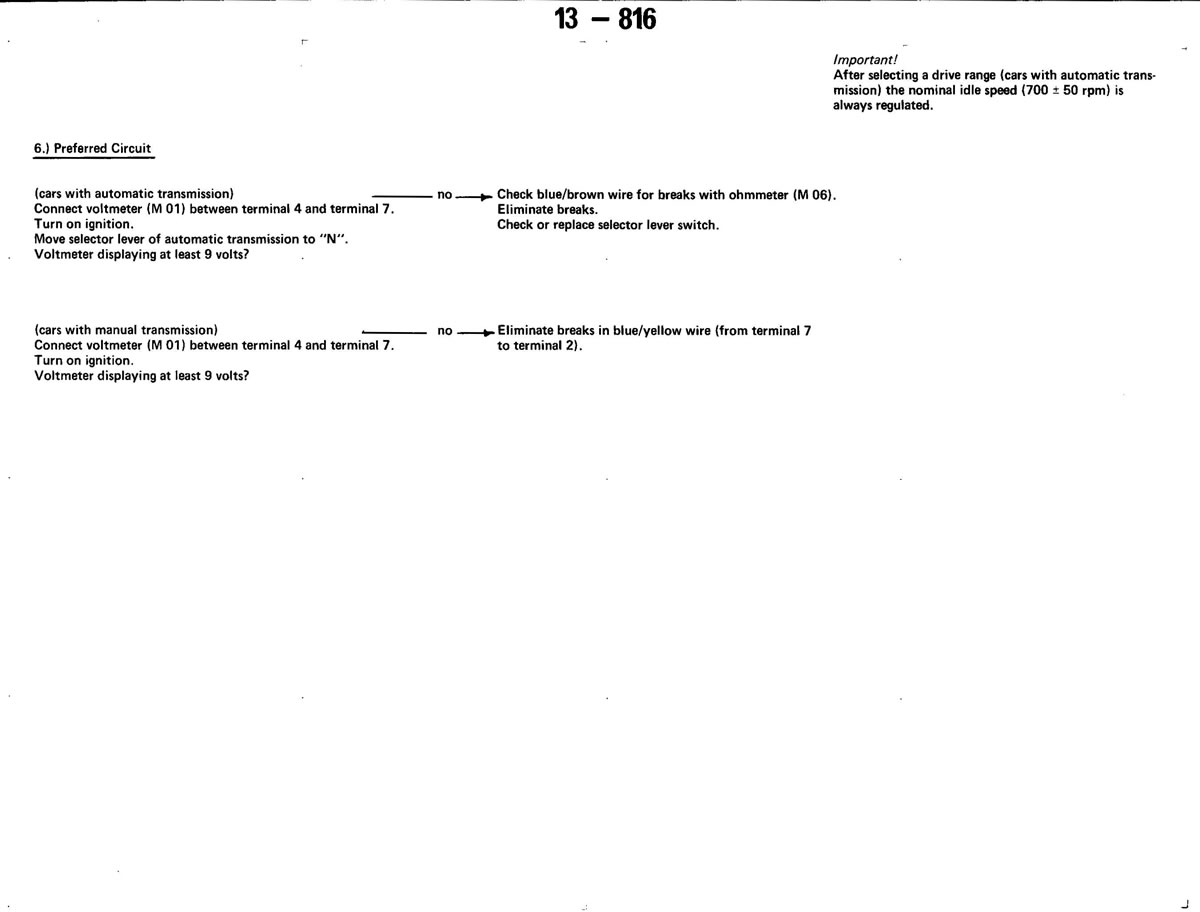 13 — 816
Important!
After selecting a drive range (cars with automatic trans-
mission) the nominal idle speed (700 ± 50 rpm) is
always regulated.
6.) Preferred Circuit
(cars with automatic transmission)
Connect voltmeter (M 01) between terminal 4 and terminal 7.
Turn on ignition.
Move selector lever of automatic transmission to "N".
Voltmeter displaying at least 9 volts?
no
Check blue/brown wire for breaks with ohmmeter (M 06).
Eliminate breaks.
Check or replace selector lever switch.
(cars with manual transmission)
Connect voltmeter (M 01) between terminal 4 and terminal 7.
Turn on ignition.
Voltmeter displaying at least 9 volts?
no
Eliminate breaks in blue/yellow wire (from terminal 7
to terminal 2).